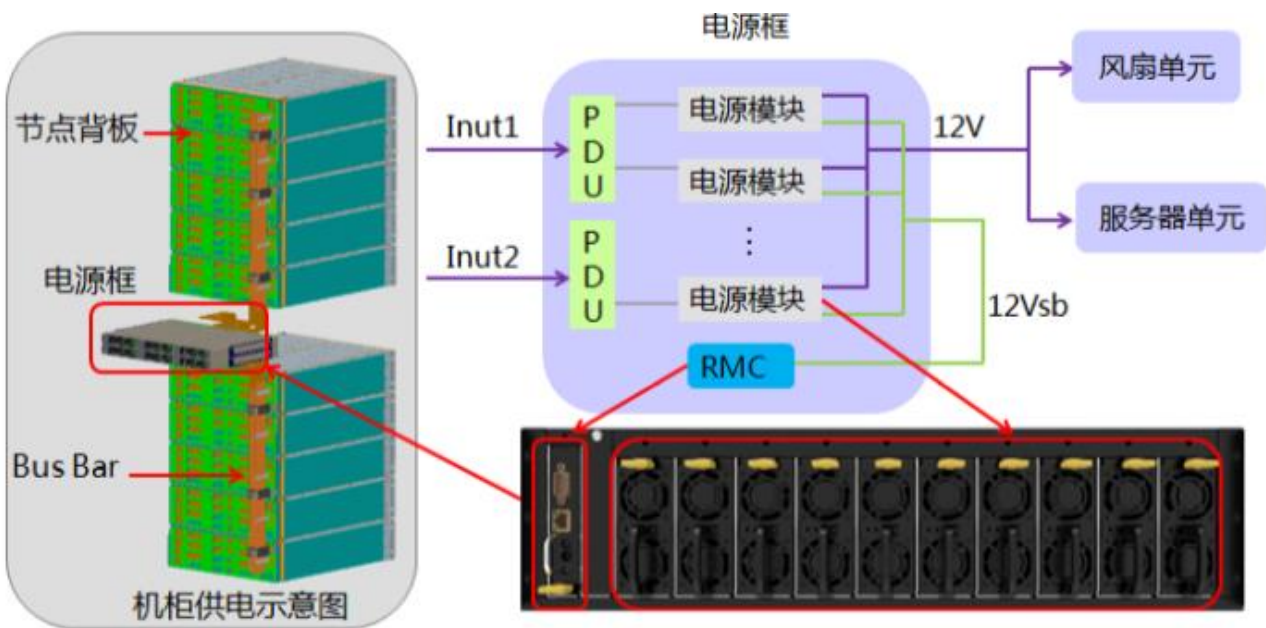 电源框
节点背板
电源框
Bus Bar
机柜供电示意图
Inut1
Inut2
PDU
PDU
电源模块
电源模块
⋮
电源模块
RMC
12V
12Vsb
风扇单元
服务器单元